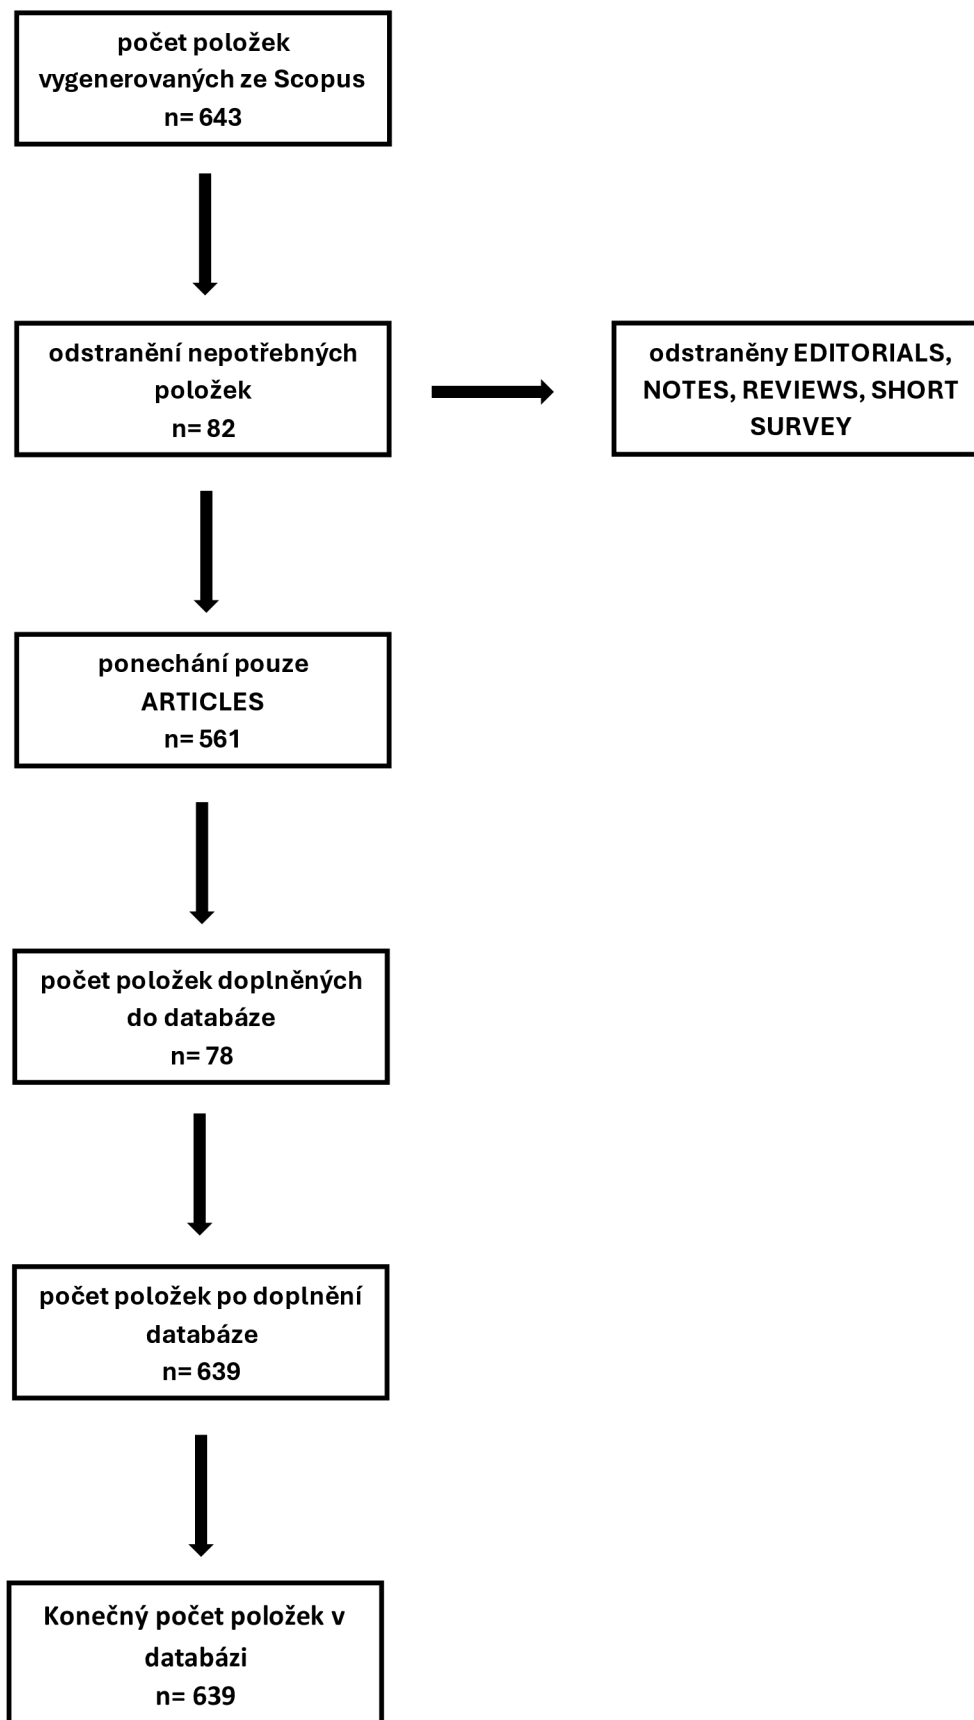 počet položek
vygenerovaných ze Scopus
n= 643
odstranění nepotřebných
položek
n= 82
odstraněny EDITORIALS,
NOTES, REVIEWS, SHORT
SURVEY
ponechání pouze
ARTICLES
n= 561
počet položek doplněných
do databáze
n= 78
počet položek po doplnění
databáze
n= 639
Konečný počet položek v
databázi
n= 639